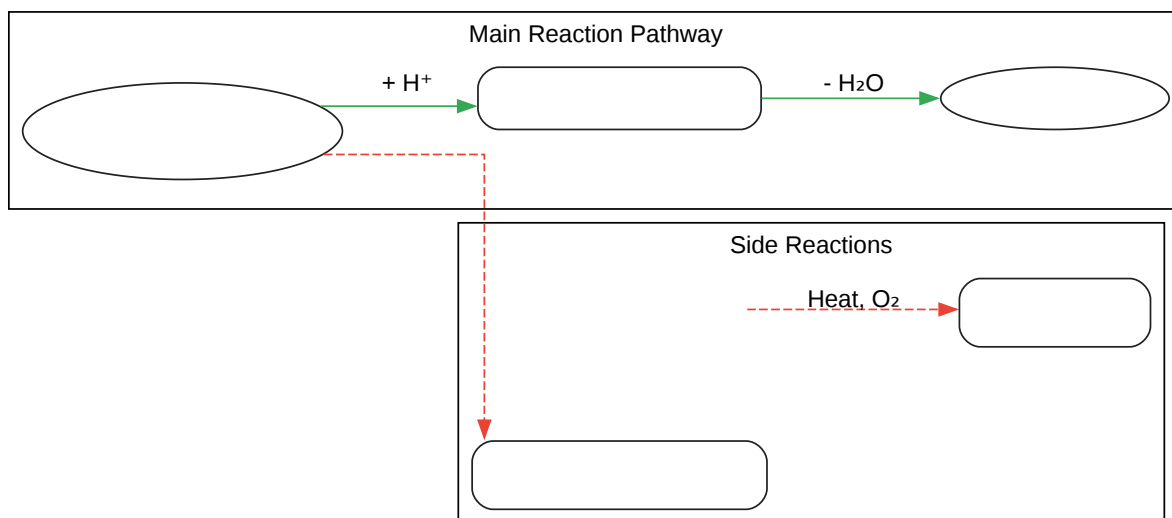 Main Reaction Pathway
+ H⁺
- H₂O
Side Reactions
Heat, O₂